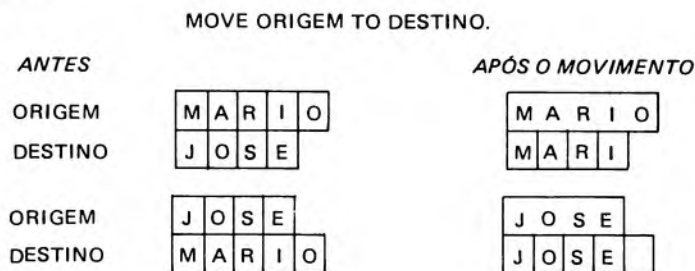 MOVE ORIGEM TO DESTINO.
ANTES APÓS O MOVIMENTO
ORIGEM M A R I O M A R I O
DESTINO J O S E M A R I
ORIGEM J O S E J O S E
DESTINO M A R I O J O S E